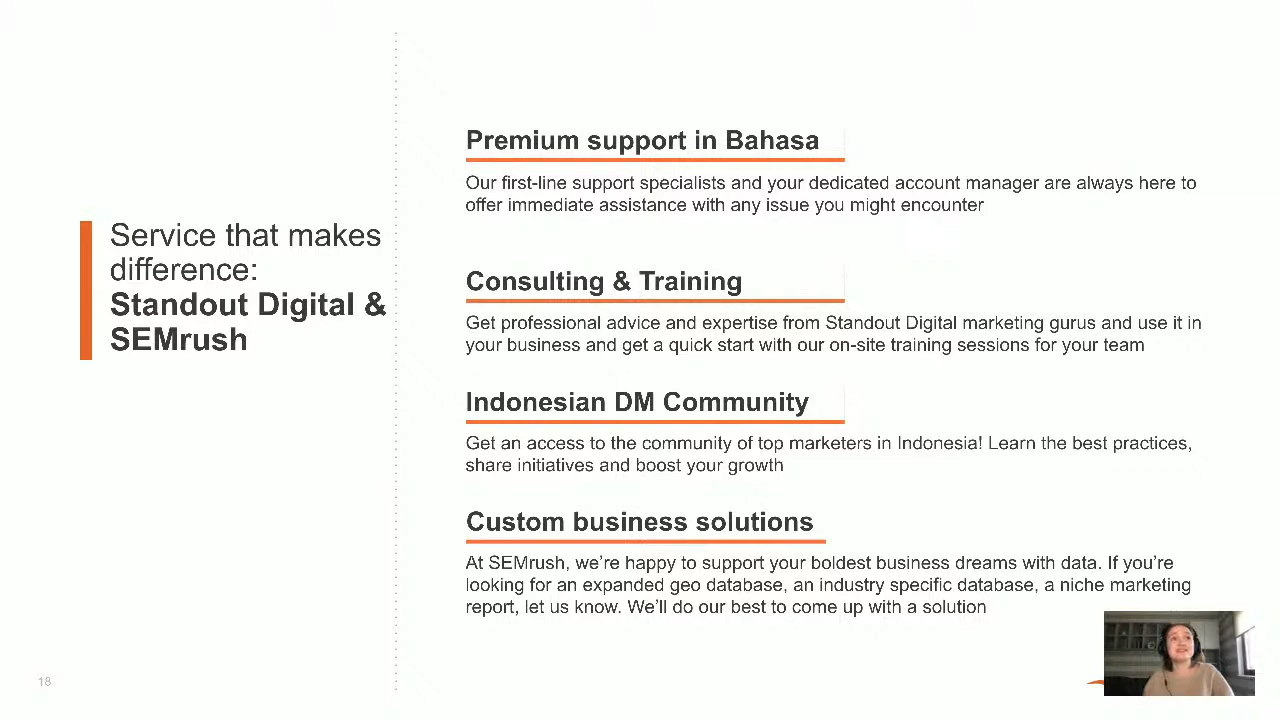 Service that makes
difference:
Standout Digital &
SEMrush
Premium support in Bahasa
Our first-line support specialists and your dedicated account manager are always here to
offer immediate assistance with any issue you might encounter
Consulting & Training
Get professional advice and expertise from Standout Digital marketing gurus and use it in
your business and get a quick start with our on-site training sessions for your team
Indonesian DM Community
Get an access to the community of top marketers in Indonesia! Learn the best practices,
share initiatives and boost your growth
Custom business solutions
At SEMrush, we’re happy to support your boldest business dreams with data. If you’re
looking for an expanded geo database, an industry specific database, a niche marketing
report, let us know. We’ll do our best to come up with a solution
18